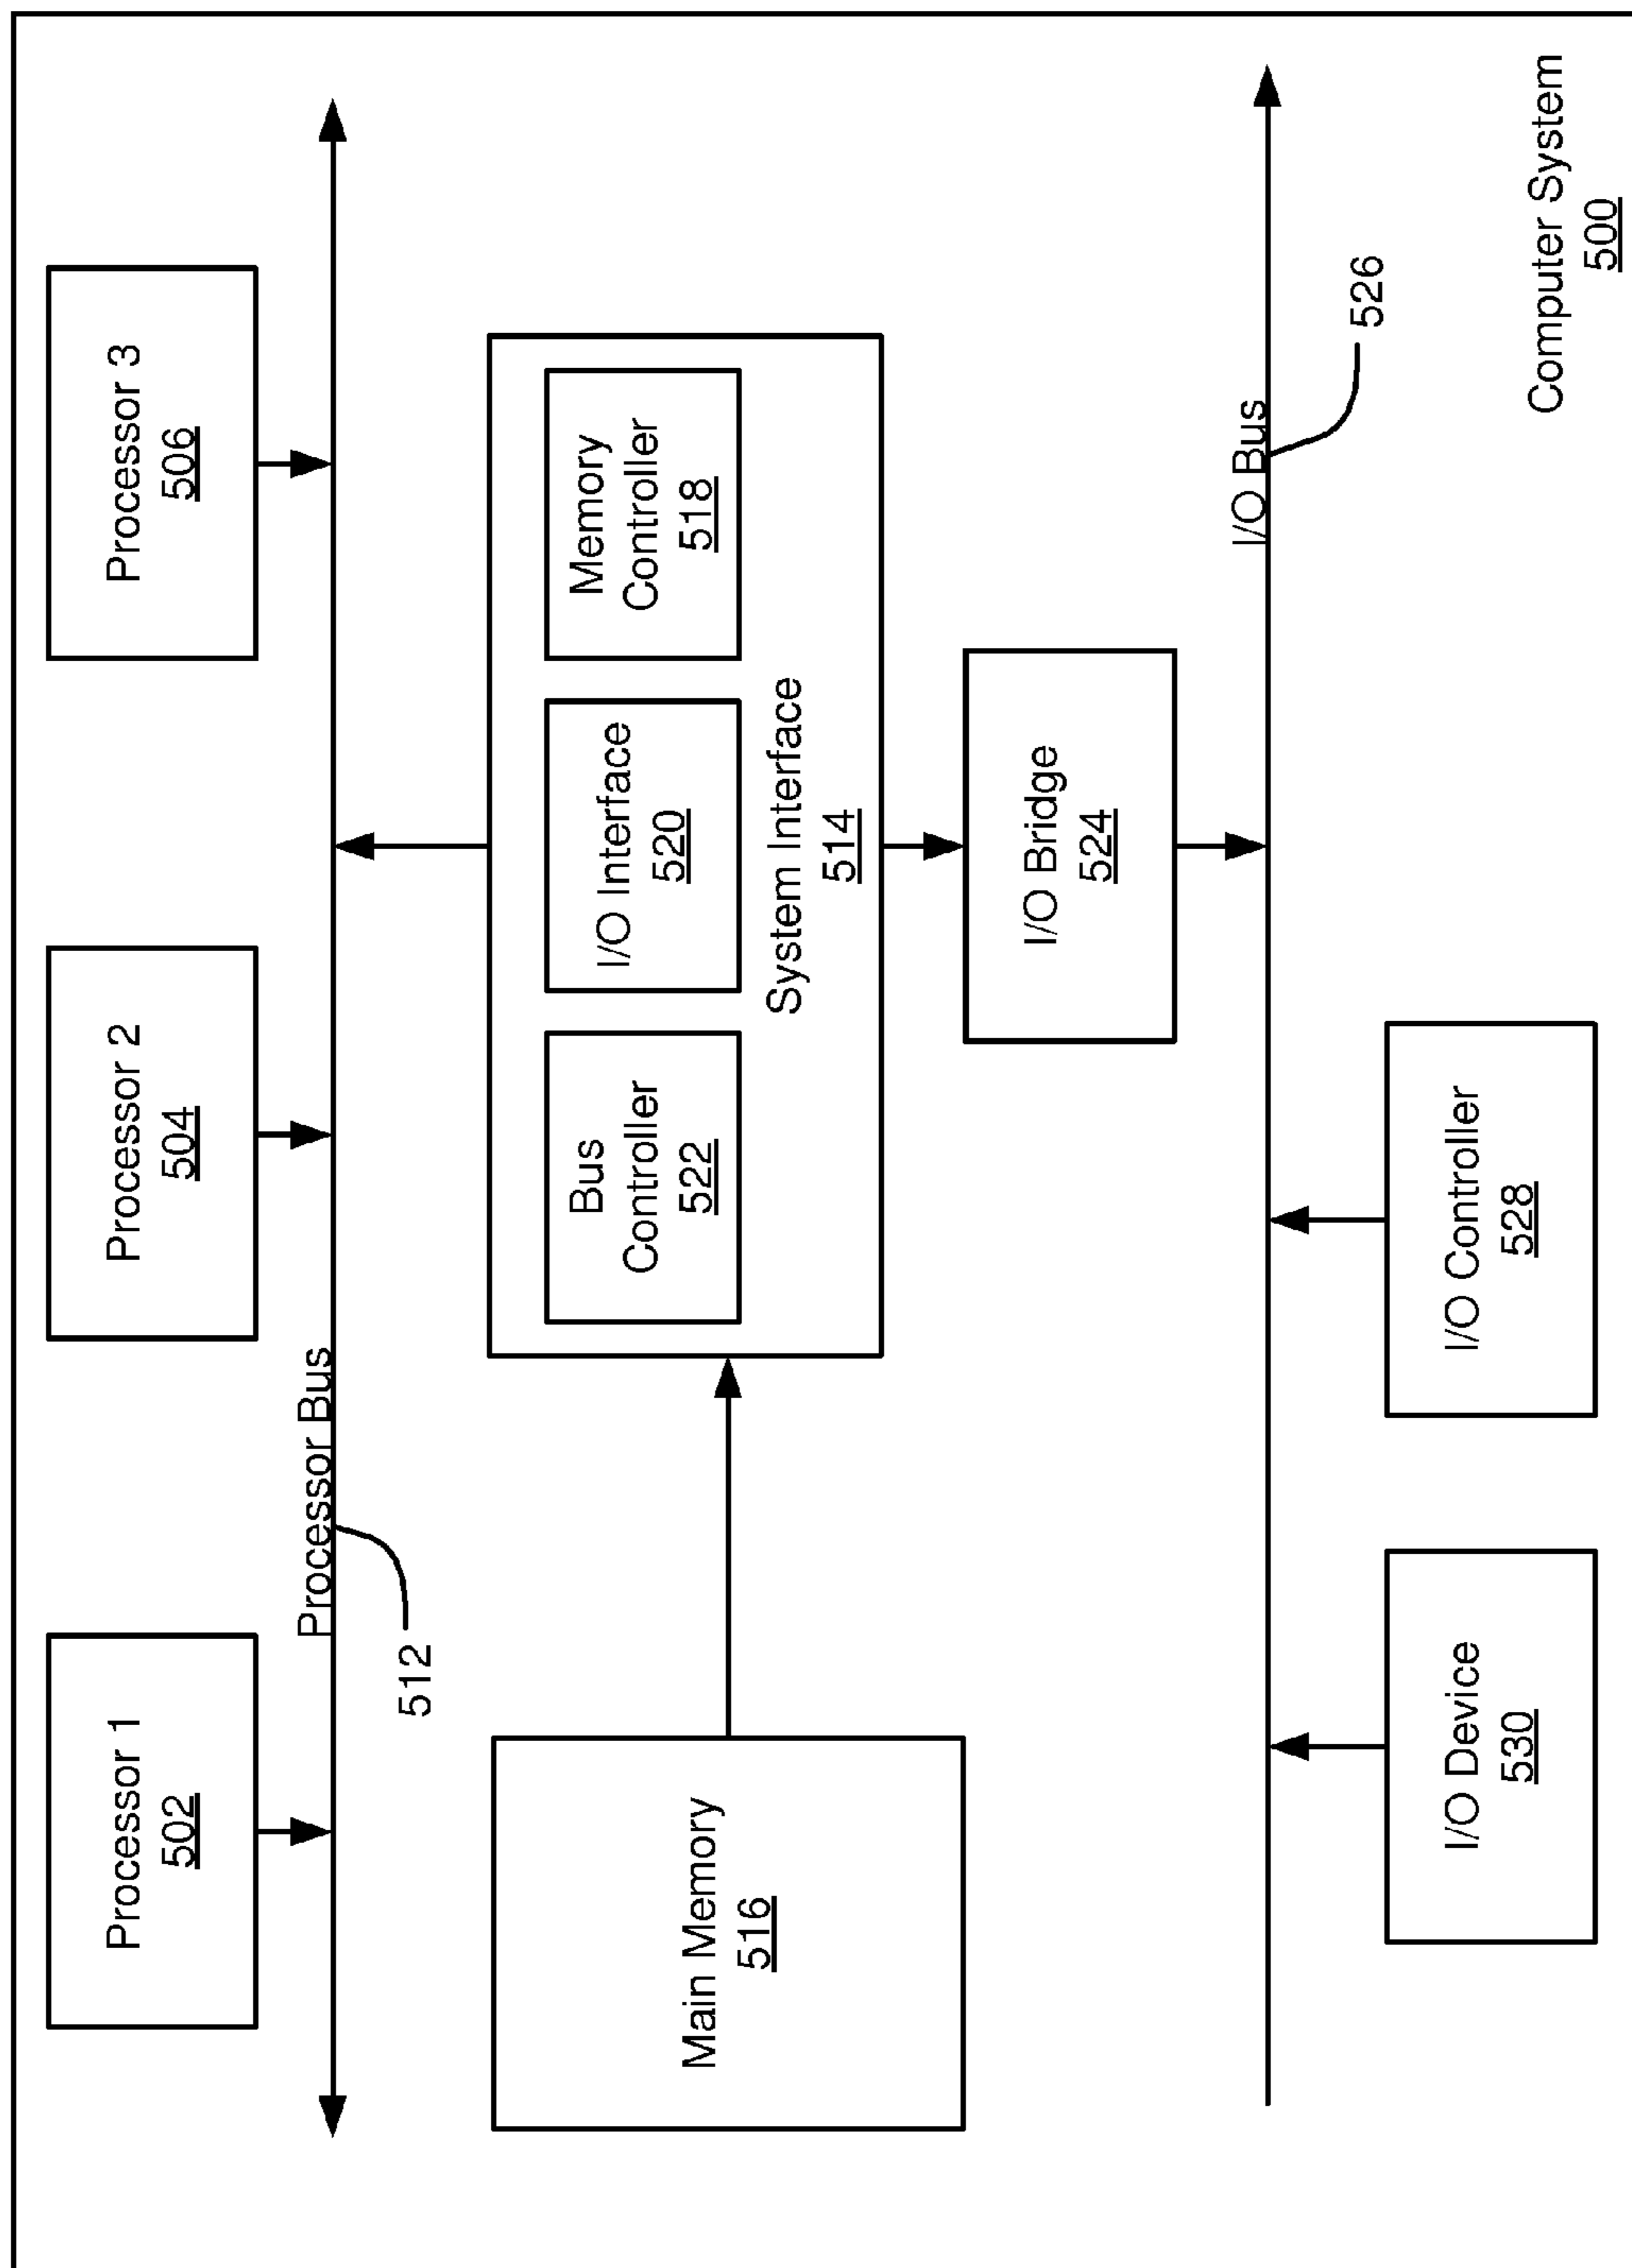 Processor 1
502
Processor 2
504
Processor 3
506
Processor Bus
512
Main Memory
516
Bus
Controller
522
I/O Interface
520
Memory
Controller
518
System Interface
514
I/O Bridge
524
I/O Bus
526
I/O Device
530
I/O Controller
528
Computer System
500